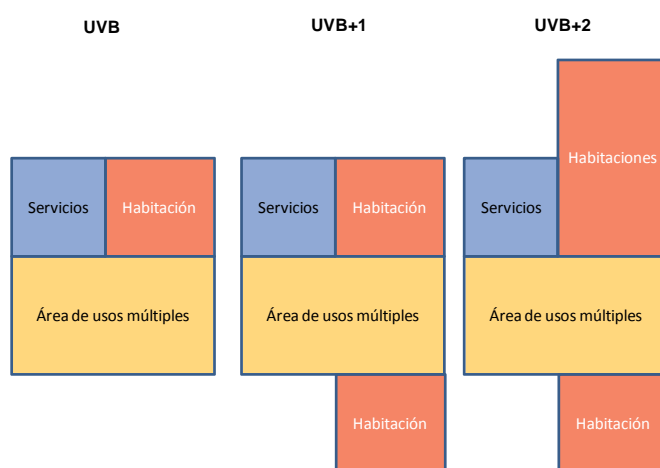 UVB
UVB+1
UVB+2
Habitaciones
Servicios
Habitación
Servicios
Habitación
Servicios
Área de usos múltiples
Área de usos múltiples
Área de usos múltiples
Habitación
Habitación